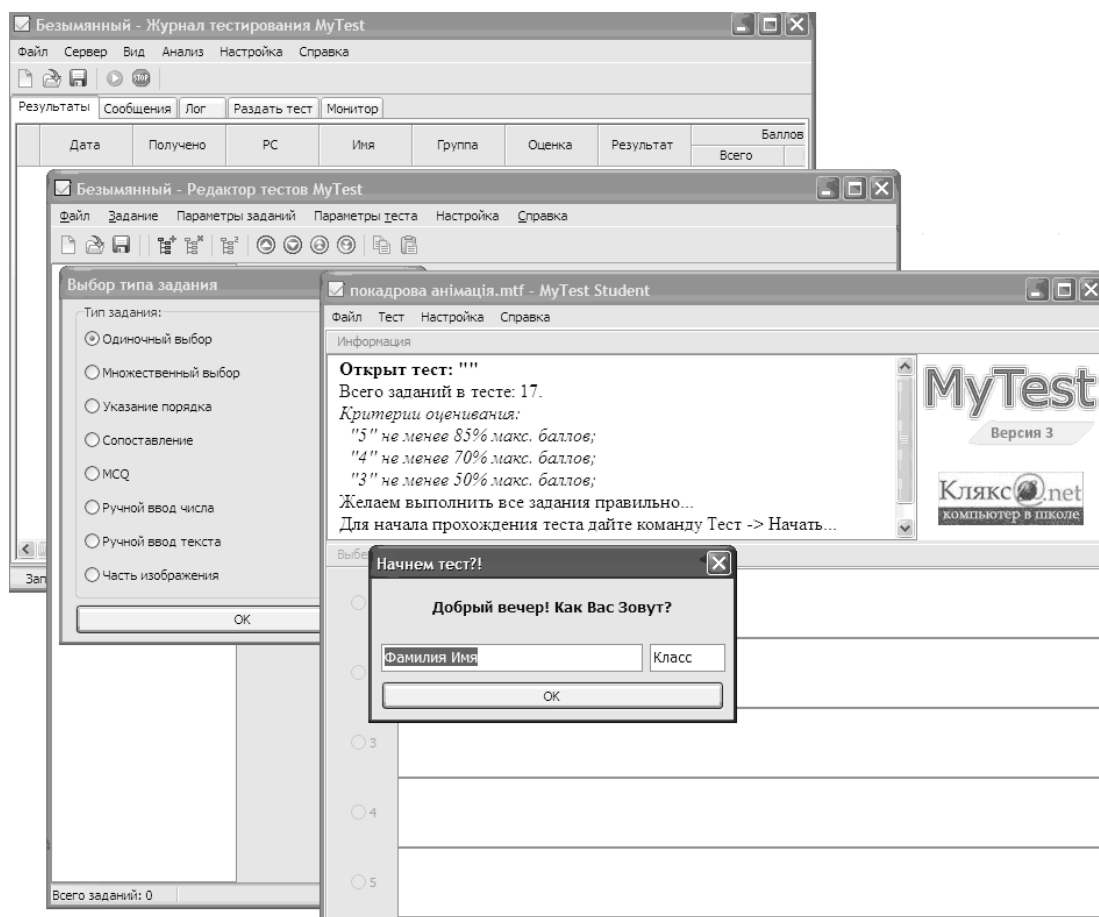 Безымянный - Журнал тестирования MyTest
Файл Сервер Вид Анализ Настройка Справка
STOP
Результаты Сообщения Лог Раздать тест Монитор
Дата Получено PC Имя Группа Оценка Результат Баллов
Всего
Безымянный - Редактор тестов MyTest
Файл Задание Параметры заданий Параметры теста Настройка Справка
Выбор типа задания
Тип задания:
Одиночный выбор
Множественный выбор
Указание порядка
Сопоставление
MCQ
Ручной ввод числа
Ручной ввод текста
Часть изображения
OK
Всего заданий: 0
покадрова анімація.mtf - MyTest Student
Файл Тест Настройка Справка
Информация
Открыт тест: ""
Всего заданий в тесте: 17.
Критерии оценивания:
"5" не менее 85% макс. баллов;
"4" не менее 70% макс. баллов;
"3" не менее 50% макс. баллов;
Желаем выполнить все задания правильно...
Для начала прохождения теста дайте команду Тест -> Начать...
MyTest
Версия 3
Клякс@.net
компьютер в школе
Начнем тест?!
Добрый вечер! Как Вас Зовут?
Фамилия Имя Класс
OK
3
4
5